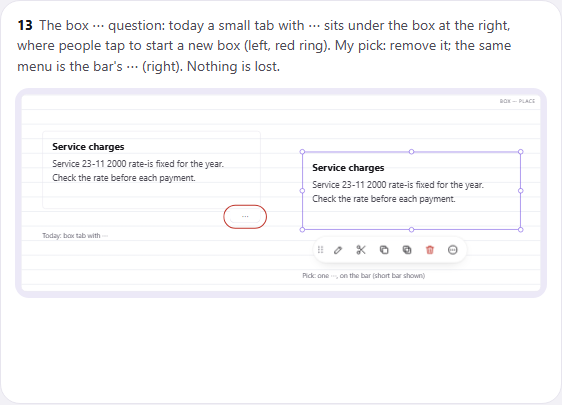 13 The box ··· question: today a small tab with ··· sits under the box at the right,
where people tap to start a new box (left, red ring). My pick: remove it; the same
menu is the bar's ··· (right). Nothing is lost.
BOX — PLACE
Service charges
Service 23-11 2000 rate-is fixed for the year.
Check the rate before each payment.
···
Today: box tab with ···
Service charges
Service 23-11 2000 rate-is fixed for the year.
Check the rate before each payment.
Pick: one ···, on the bar (short bar shown)